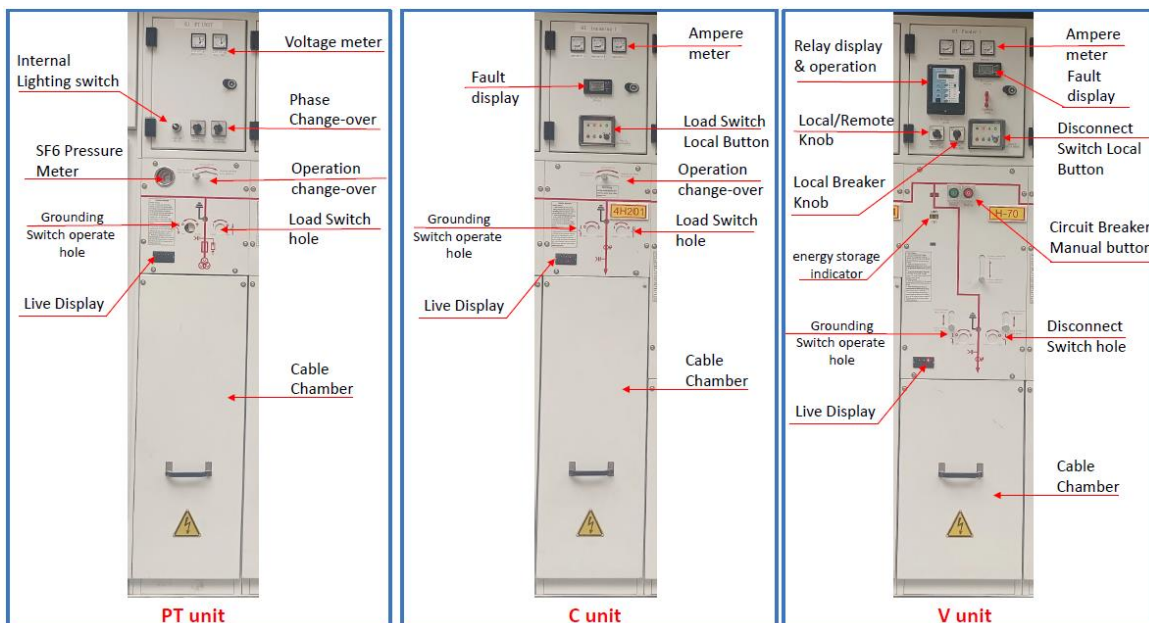 Voltage meter
Internal
Lighting switch
Phase
Change-over
SF6 Pressure
Meter
Operation
change-over
Grounding
Switch operate
hole
Load Switch
hole
Live Display
Cable
Chamber
PT unit
Ampere
meter
Fault
display
Load Switch
Local Button
Operation
change-over
4H201
Grounding
Switch operate
hole
Load Switch
hole
Live Display
Cable
Chamber
C unit
Relay display
& operation
Ampere
meter
Fault
display
Local/Remote
Knob
Disconnect
Switch Local
Button
Local Breaker
Knob
H-70
Circuit Breaker
Manual button
energy storage
indicator
Grounding
Switch operate
hole
Disconnect
Switch hole
Live Display
Cable
Chamber
V unit